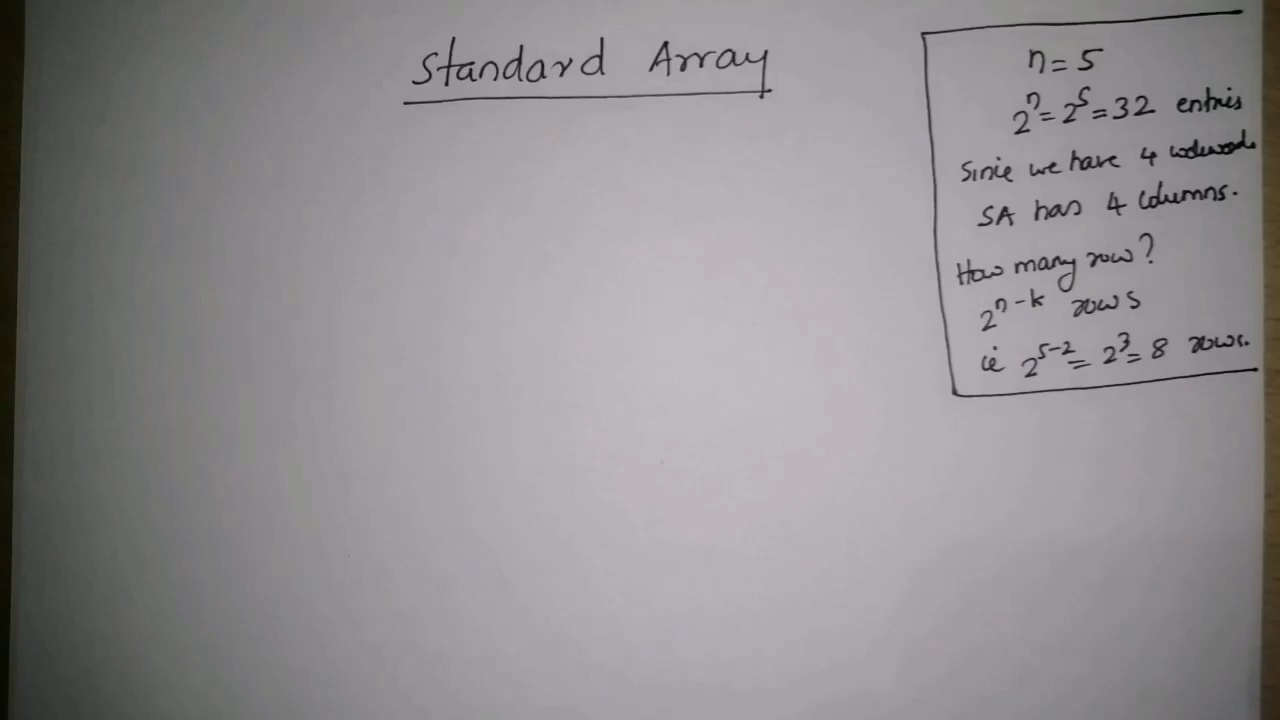 Standard Array
n = 5
2^n = 2^5 = 32 entries
Since we have 4 codewords
SA has 4 columns.
How many row?
2^n-k rows
ie 2^5-2 = 2^3 = 8 rows.